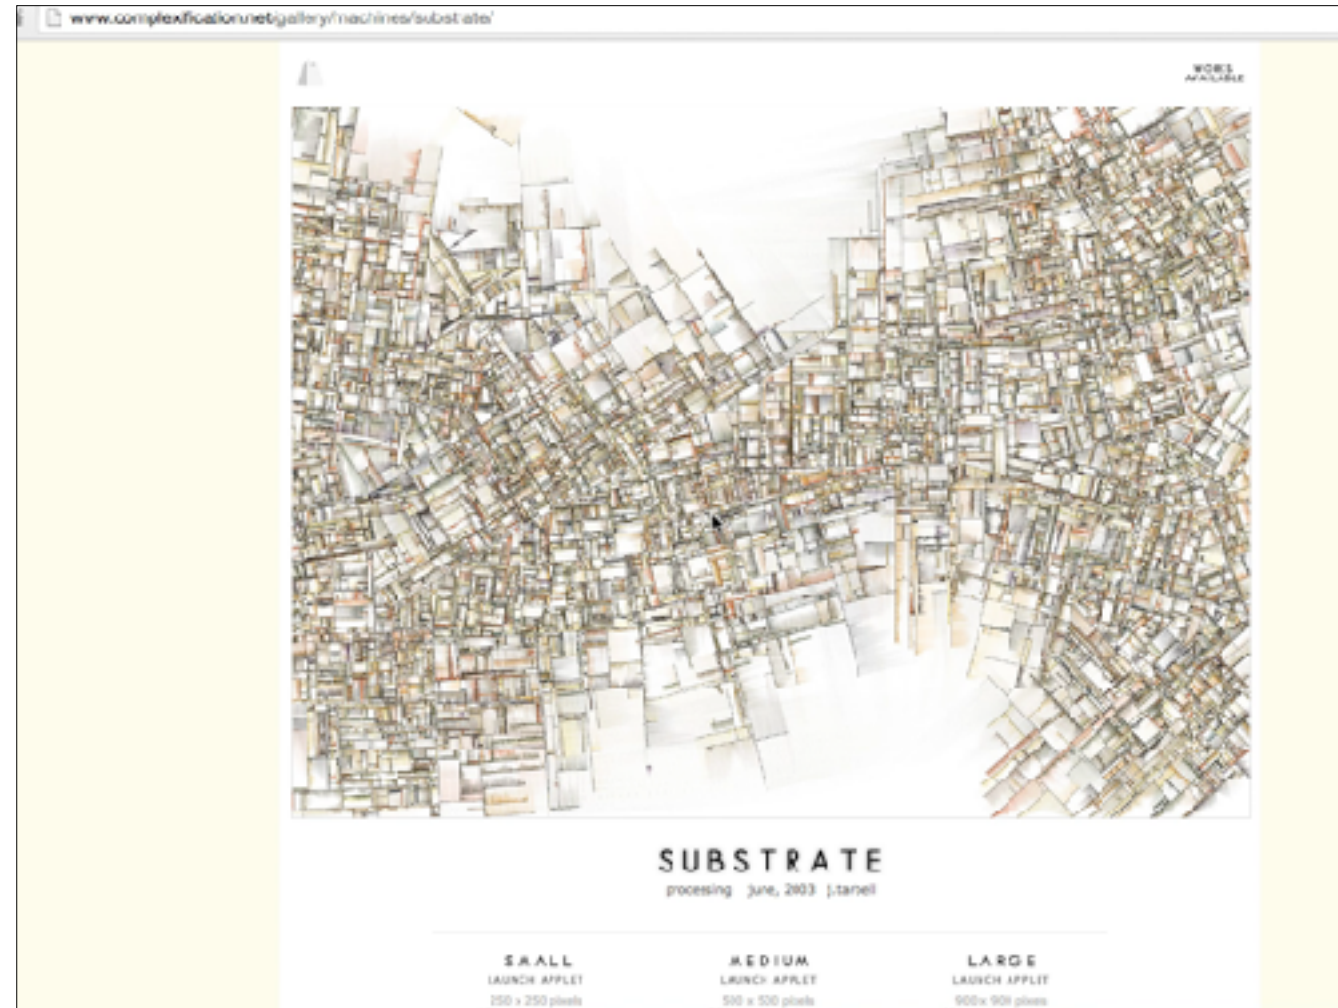 www.complexification.net/gallery/machines/substrate/
WORKS
AVAILABLE
SUBSTRATE
processing june, 2003 j.tarbell
SMALL MEDIUM LARGE
LAUNCH APPLET LAUNCH APPLET LAUNCH APPLET
250 x 250 pixels 500 x 500 pixels 900 x 900 pixels